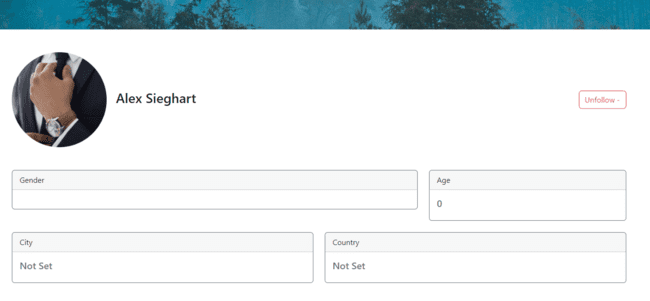 Alex Sieghart
Unfollow -
Gender
Age
0
City
Country
Not Set
Not Set